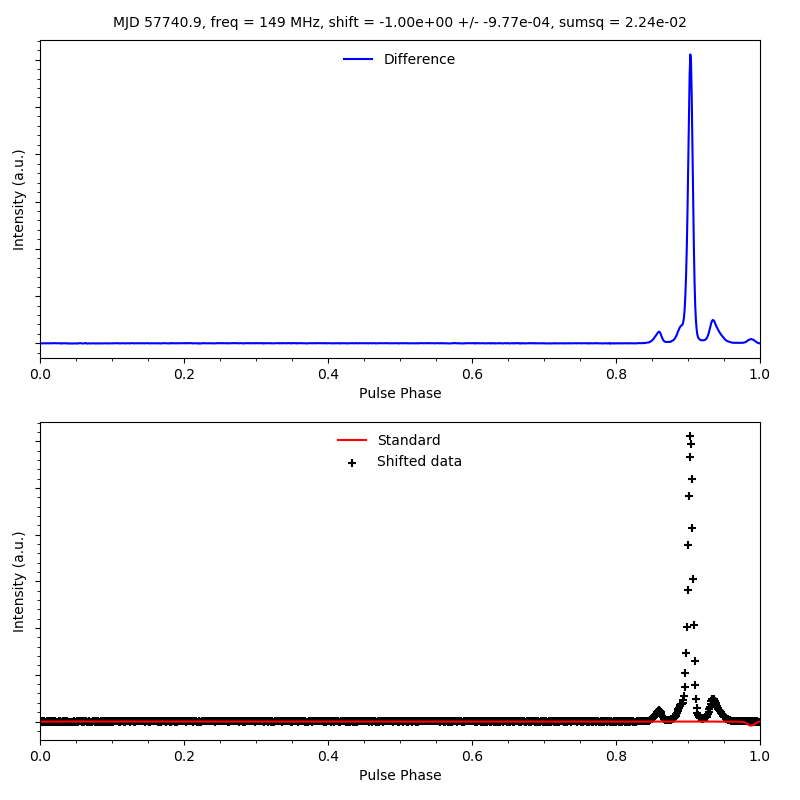 MJD 57740.9, freq = 149 MHz, shift = -1.00e+00 +/- -9.77e-04, sumsq = 2.24e-02
Difference
Intensity (a.u.)
0.0 0.2 0.4 0.6 0.8 1.0
Pulse Phase
Standard
Shifted data
Intensity (a.u.)
0.0 0.2 0.4 0.6 0.8 1.0
Pulse Phase